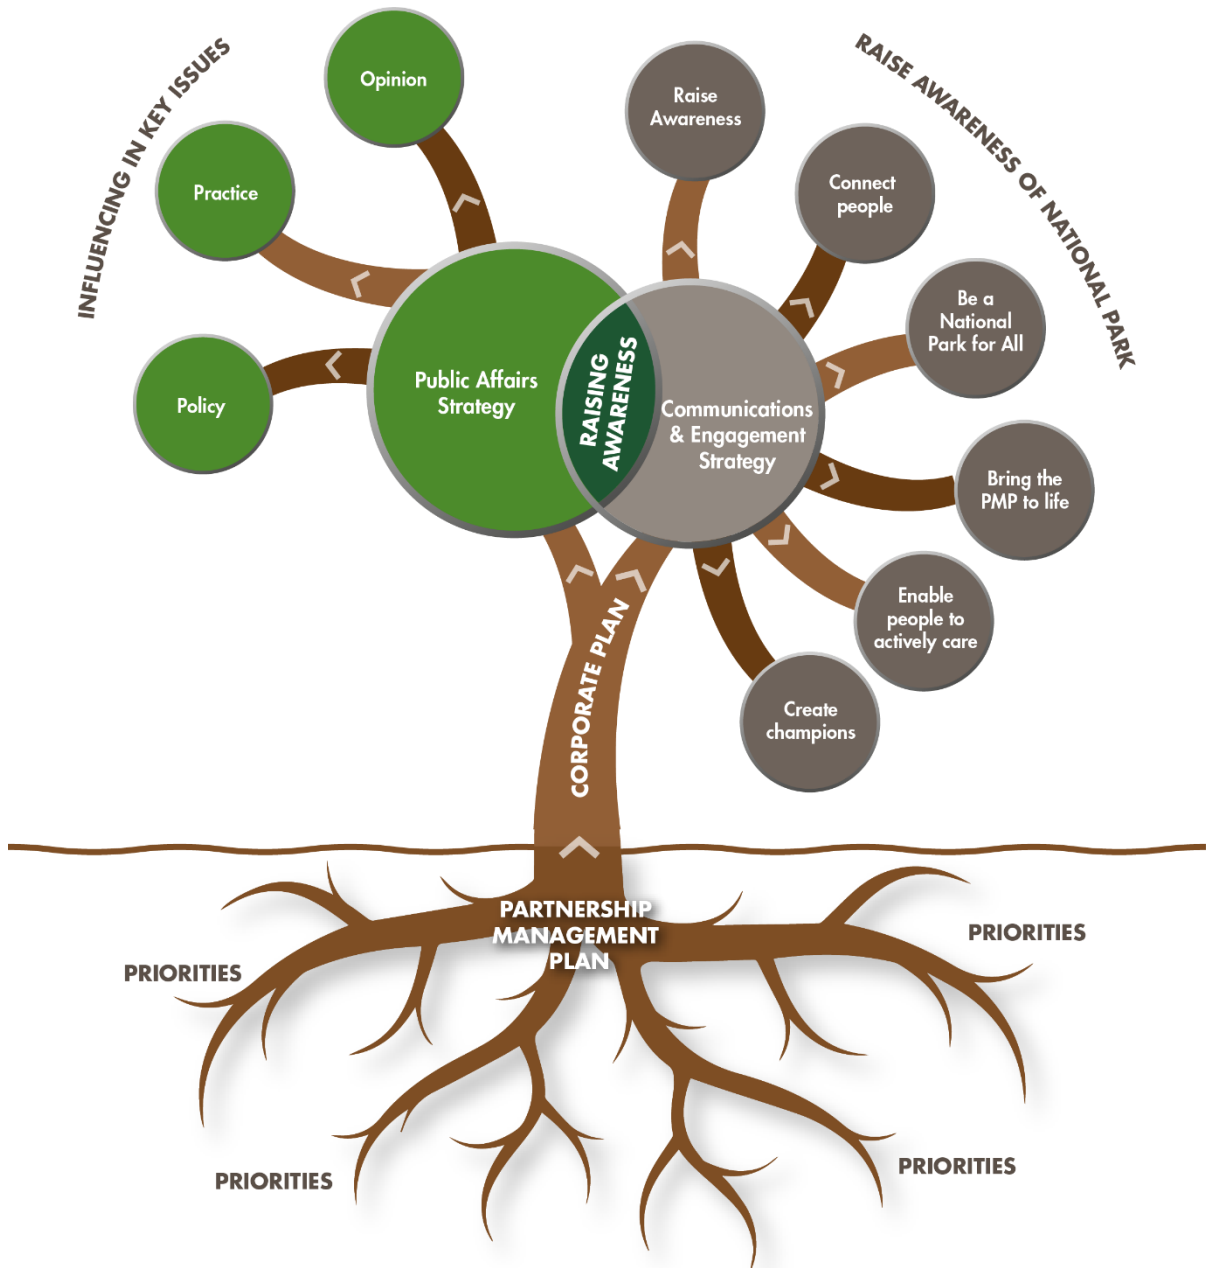 INFLUENCING IN KEY ISSUES
RAISE AWARENESS OF NATIONAL PARK
Opinion
Practice
Policy
Raise
Awareness
Connect
people
Be a
National
Park for All
Bring the
PMP to life
Enable
people to
actively care
Create
champions
Public Affairs
Strategy
RAISING
AWARENESS
Communications
& Engagement
Strategy
CORPORATE PLAN
PARTNERSHIP
MANAGEMENT
PLAN
PRIORITIES
PRIORITIES
PRIORITIES
PRIORITIES